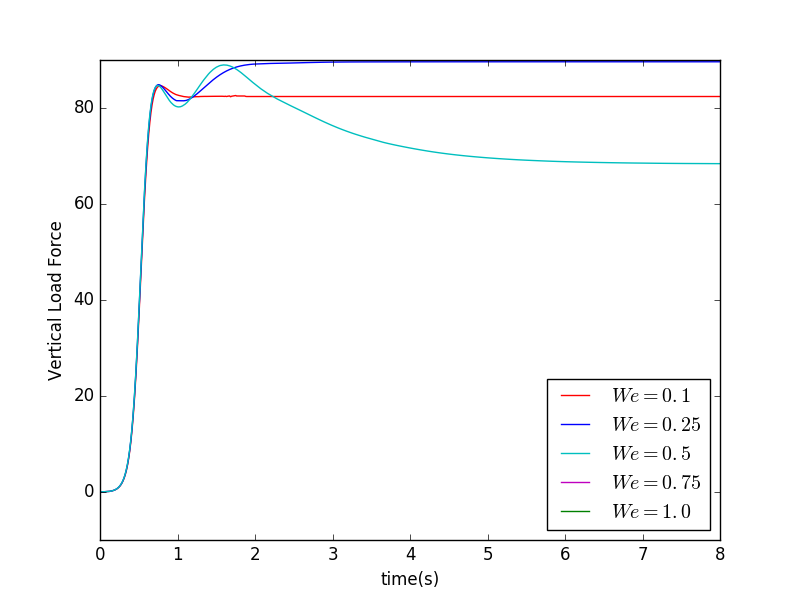 80
60
40
20
0
Vertical Load Force
We = 0.1
We = 0.25
We = 0.5
We = 0.75
We = 1.0
0 1 2 3 4 5 6 7 8
time(s)